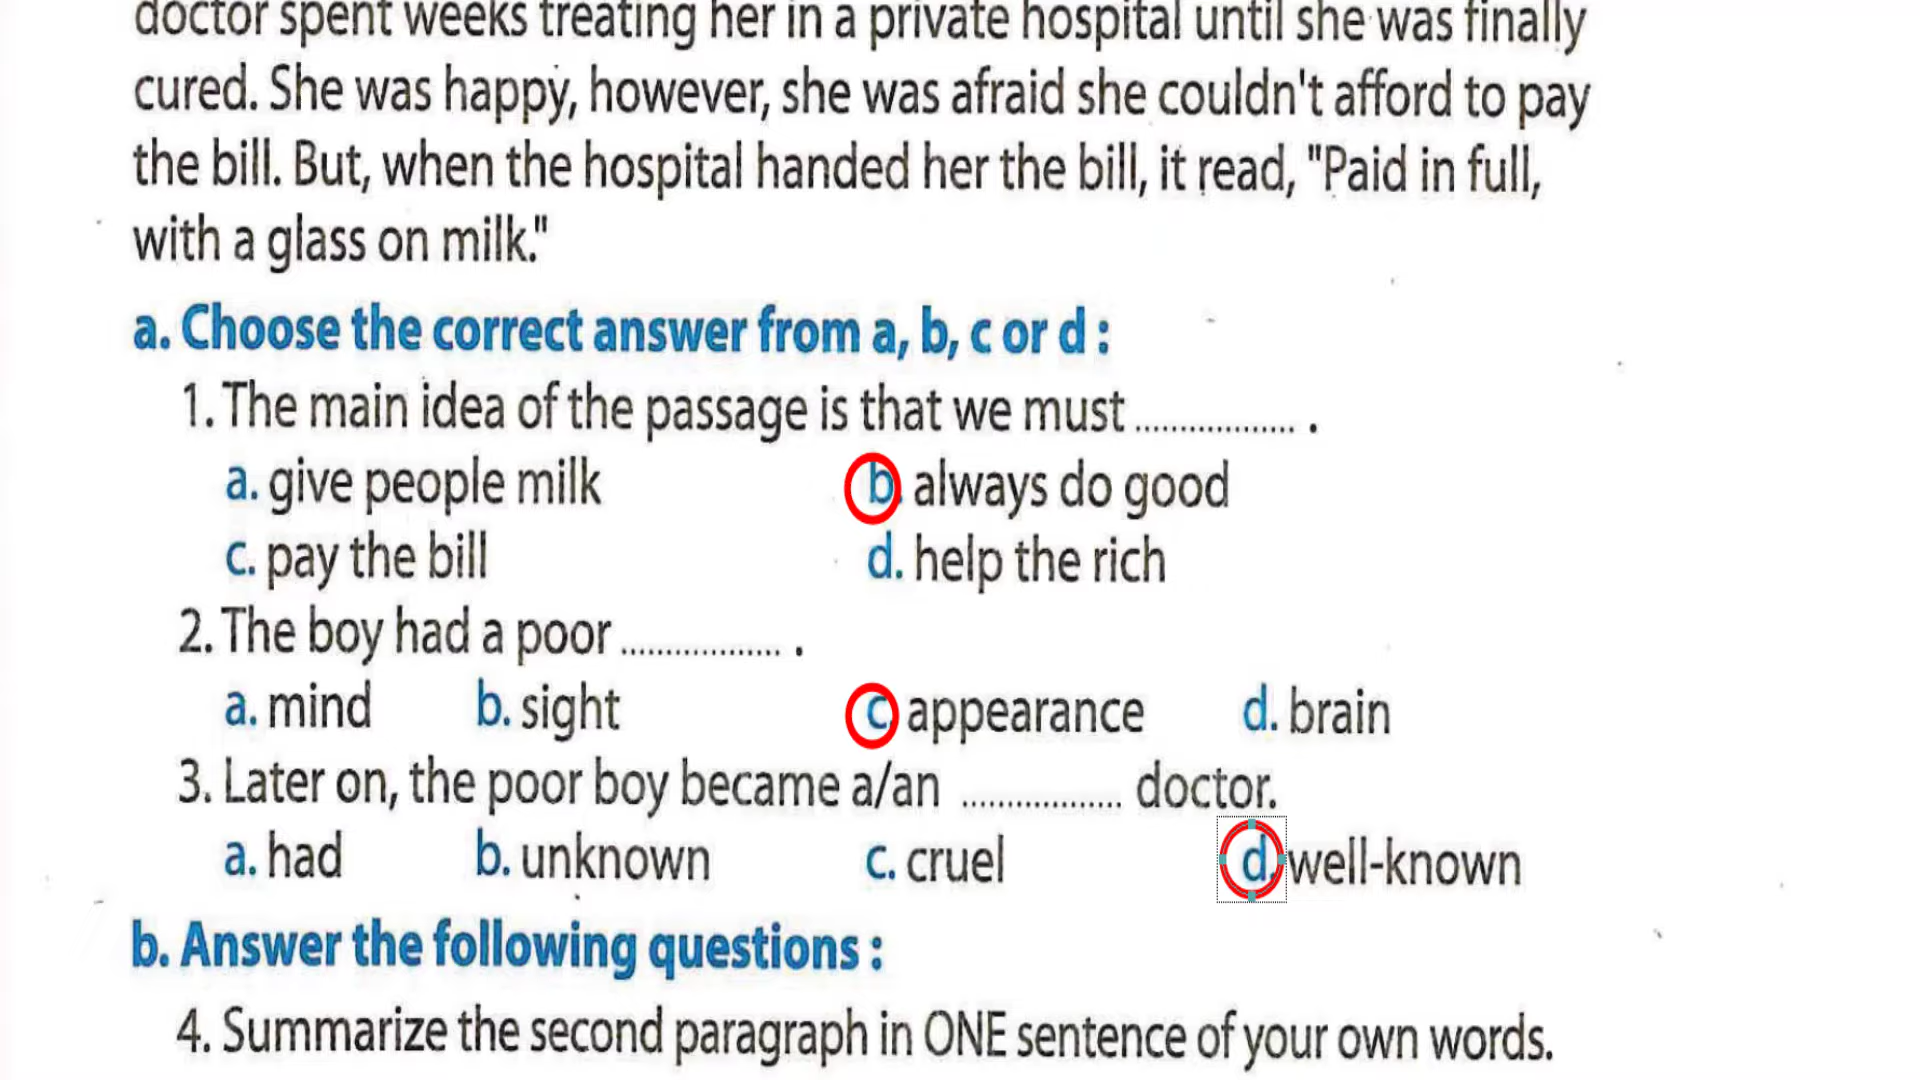 doctor spent weeks treating her in a private hospital until she was finally
cured. She was happy, however, she was afraid she couldn't afford to pay
the bill. But, when the hospital handed her the bill, it read, "Paid in full,
with a glass on milk."
a. Choose the correct answer from a, b, c or d :
1. The main idea of the passage is that we must .................. .
a. give people milk b. always do good
c. pay the bill d. help the rich
2. The boy had a poor .................. .
a. mind b. sight c. appearance d. brain
3. Later on, the poor boy became a/an .................. doctor.
a. had b. unknown c. cruel d. well-known
b. Answer the following questions :
4. Summarize the second paragraph in ONE sentence of your own words.